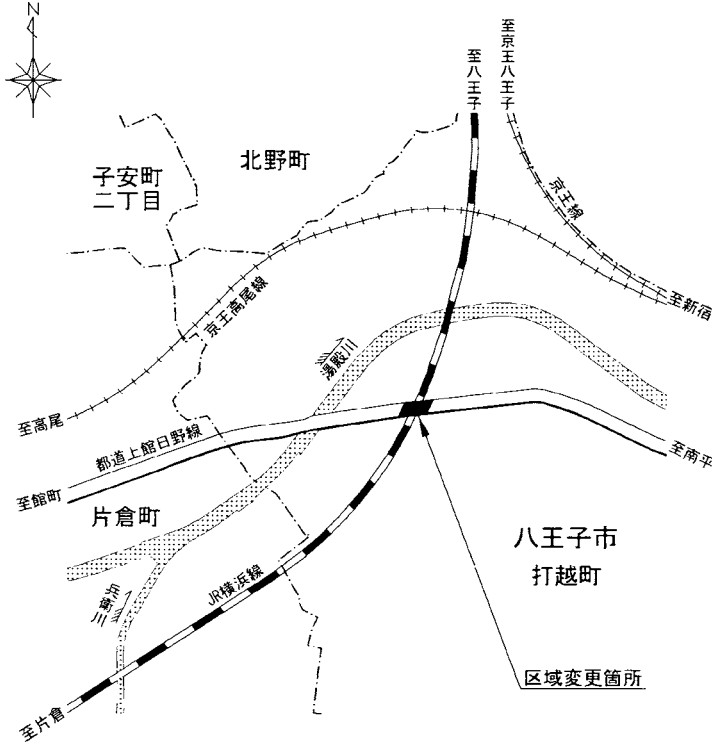 N
至八王子
至京王八王子
北野町
子安町
二丁目
京王線
京王高尾線
至新宿
湯殿川
至高尾
都道上館日野線
至南平
至館町
片倉町
八王子市
打越町
兵衛川
JR横浜線
区域変更箇所
至片倉